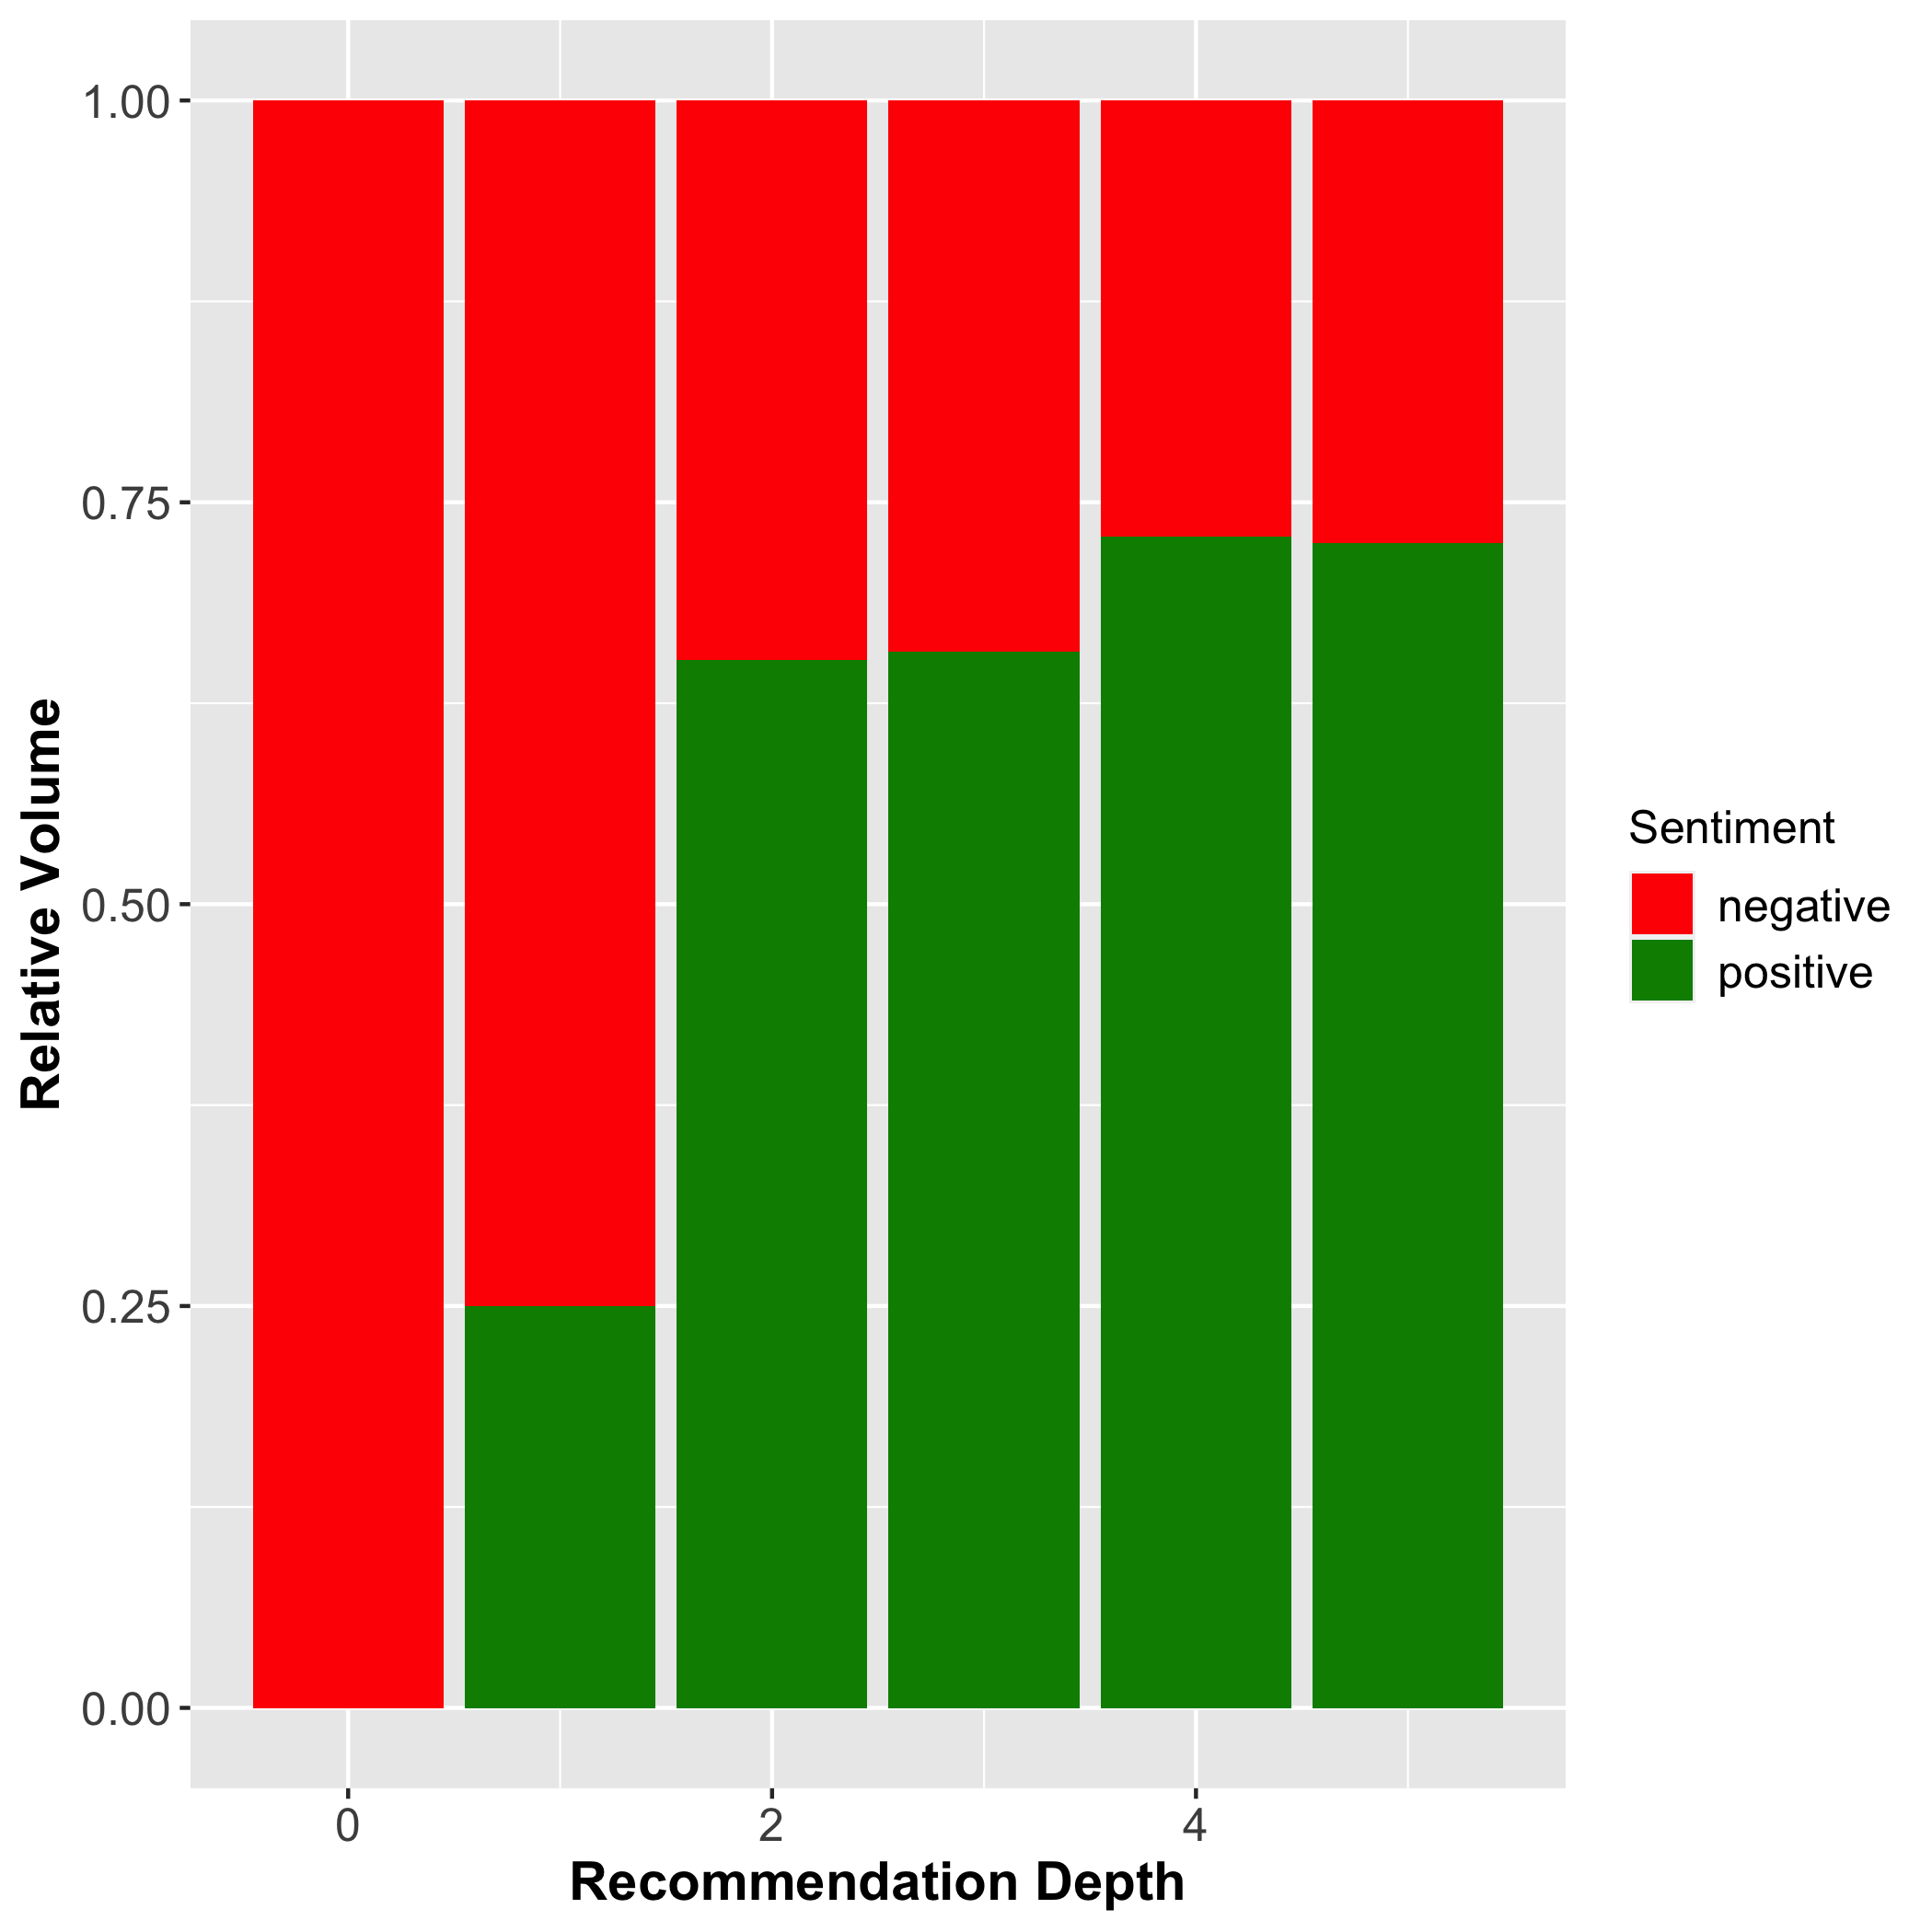 1.00
0.75
0.50
0.25
0.00
Relative Volume
0 2 4
Recommendation Depth
Sentiment
negative
positive